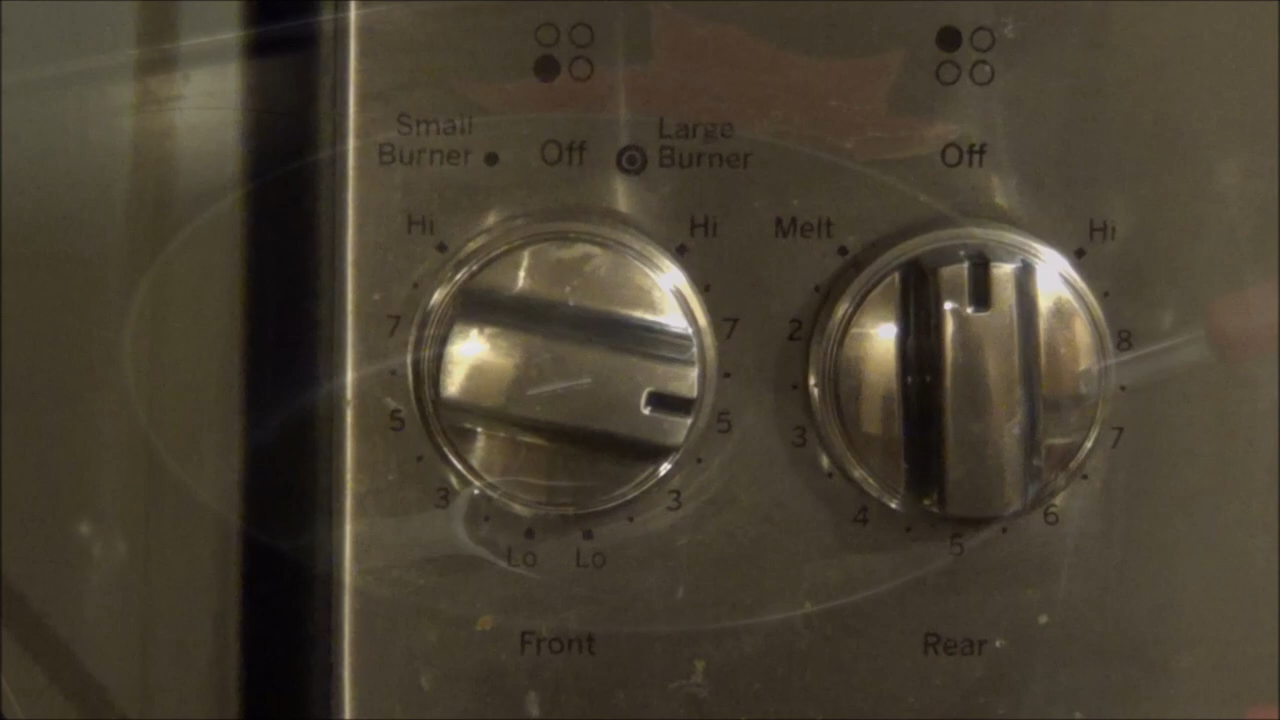 Small
Burner
Off
Large
Burner
Off
Hi
Hi
Melt
Hi
7
7
2
8
5
5
3
7
3
3
4
6
5
Lo
Lo
Front
Rear